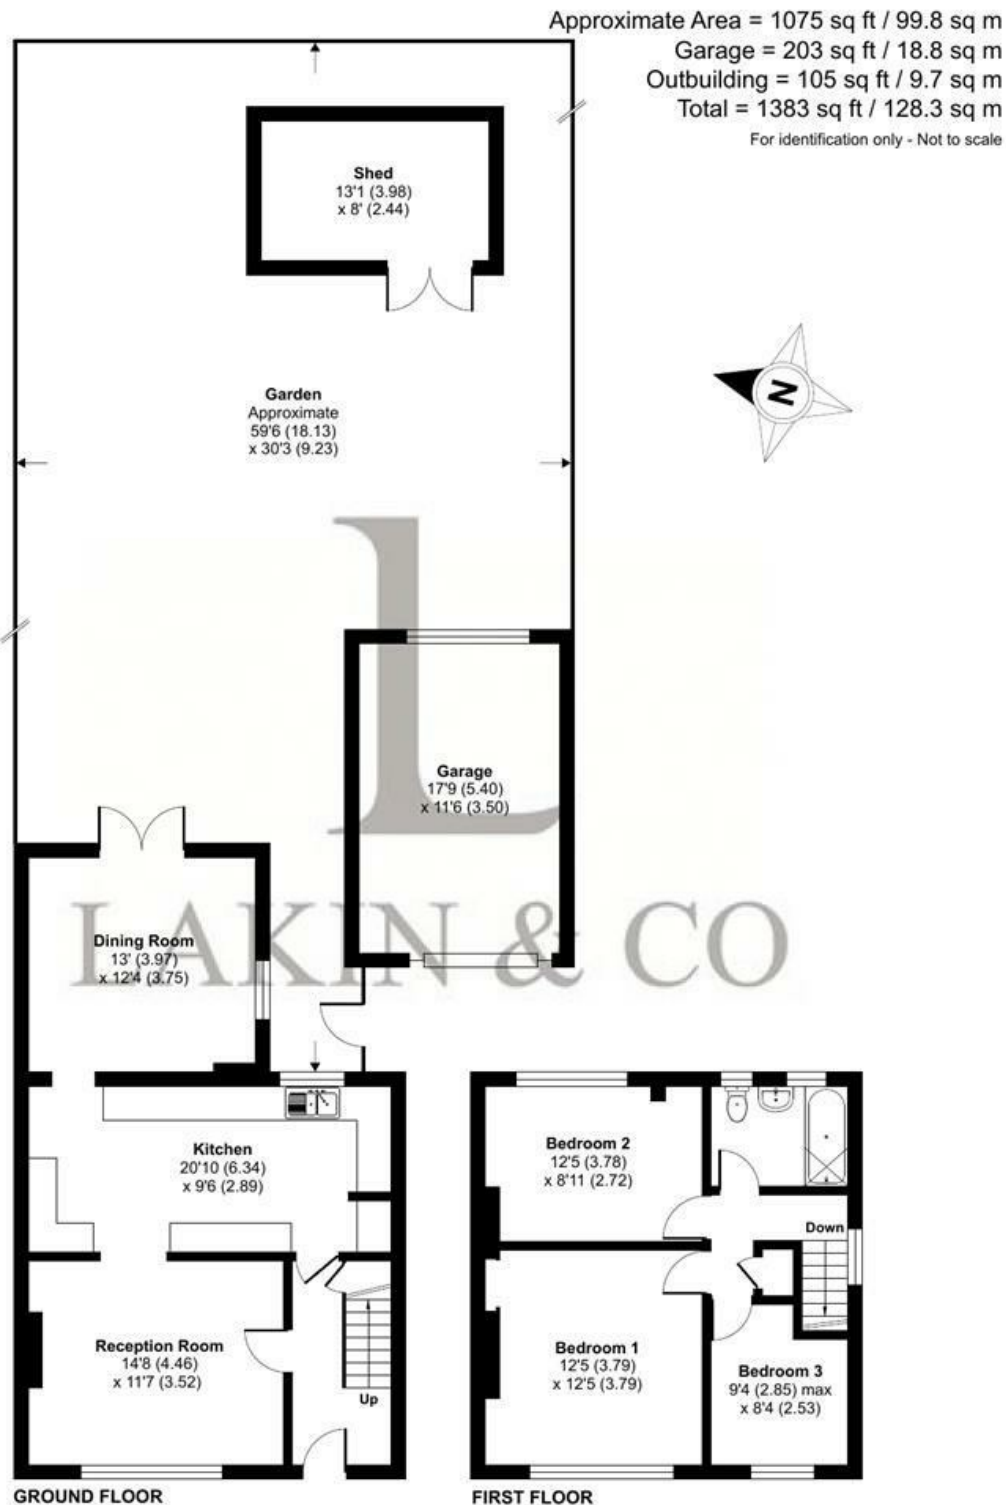 Approximate Area = 1075 sq ft / 99.8 sq m
Garage = 203 sq ft / 18.8 sq m
Outbuilding = 105 sq ft / 9.7 sq m
Total = 1383 sq ft / 128.3 sq m
For identification only - Not to scale
Shed
13'1 (3.98)
x 8' (2.44)
N
Garden
Approximate
59'6 (18.13)
x 30'3 (9.23)
L
Garage
17'9 (5.40)
x 11'6 (3.50)
LAKIN & CO
Dining Room
13' (3.97)
x 12'4 (3.75)
Kitchen
20'10 (6.34)
x 9'6 (2.89)
Reception Room
14'8 (4.46)
x 11'7 (3.52)
Up
GROUND FLOOR
Bedroom 2
12'5 (3.78)
x 8'11 (2.72)
Down
Bedroom 1
12'5 (3.79)
x 12'5 (3.79)
Bedroom 3
9'4 (2.85) max
x 8'4 (2.53)
FIRST FLOOR